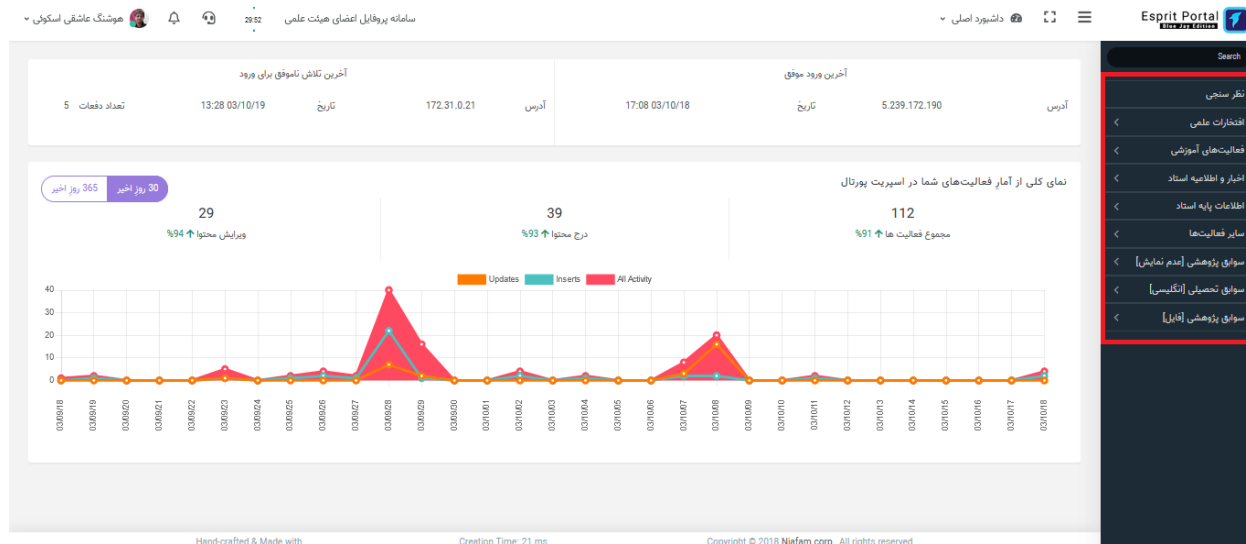 Esprit Portal
Blue Jay Edition
داشبورد اصلی
سامانه پروفایل اعضای هیئت علمی
29:52
هوشنگ عاشقی اسکوئی
Search
نظر سنجی
افتخارات علمی
فعالیت‌های آموزشی
اخبار و اطلاعیه استاد
اطلاعات پایه استاد
سایر فعالیت‌ها
سوابق پژوهشی [عدم نمایش]
سوابق تحصیلی [انگلیسی]
سوابق پژوهشی [فایل]
آخرین ورود موفق
آدرس 5.239.172.190 تاریخ 17:08 03/10/18
آخرین تلاش ناموفق برای ورود
آدرس 172.31.0.21 تاریخ 13:28 03/10/19 تعداد دفعات 5
نمای کلی از آمار فعالیت‌های شما در اسپریت پورتال
30 روز اخیر 365 روز اخیر
112
مجموع فعالیت ها 91%
39
درج محتوا 93%
29
ویرایش محتوا 94%
Updates Inserts All Activity
40
30
20
10
0
03/09/18 03/09/19 03/09/20 03/09/21 03/09/22 03/09/23 03/09/24 03/09/25 03/09/26 03/09/27 03/09/28 03/09/29 03/09/30 03/10/01 03/10/02 03/10/03 03/10/04 03/10/05 03/10/06 03/10/07 03/10/08 03/10/09 03/10/10 03/10/11 03/10/12 03/10/13 03/10/14 03/10/15 03/10/16 03/10/17 03/10/18
Hand-crafted & Made with Creation Time: 21 ms Copyright © 2018 Niafam corp. All rights reserved